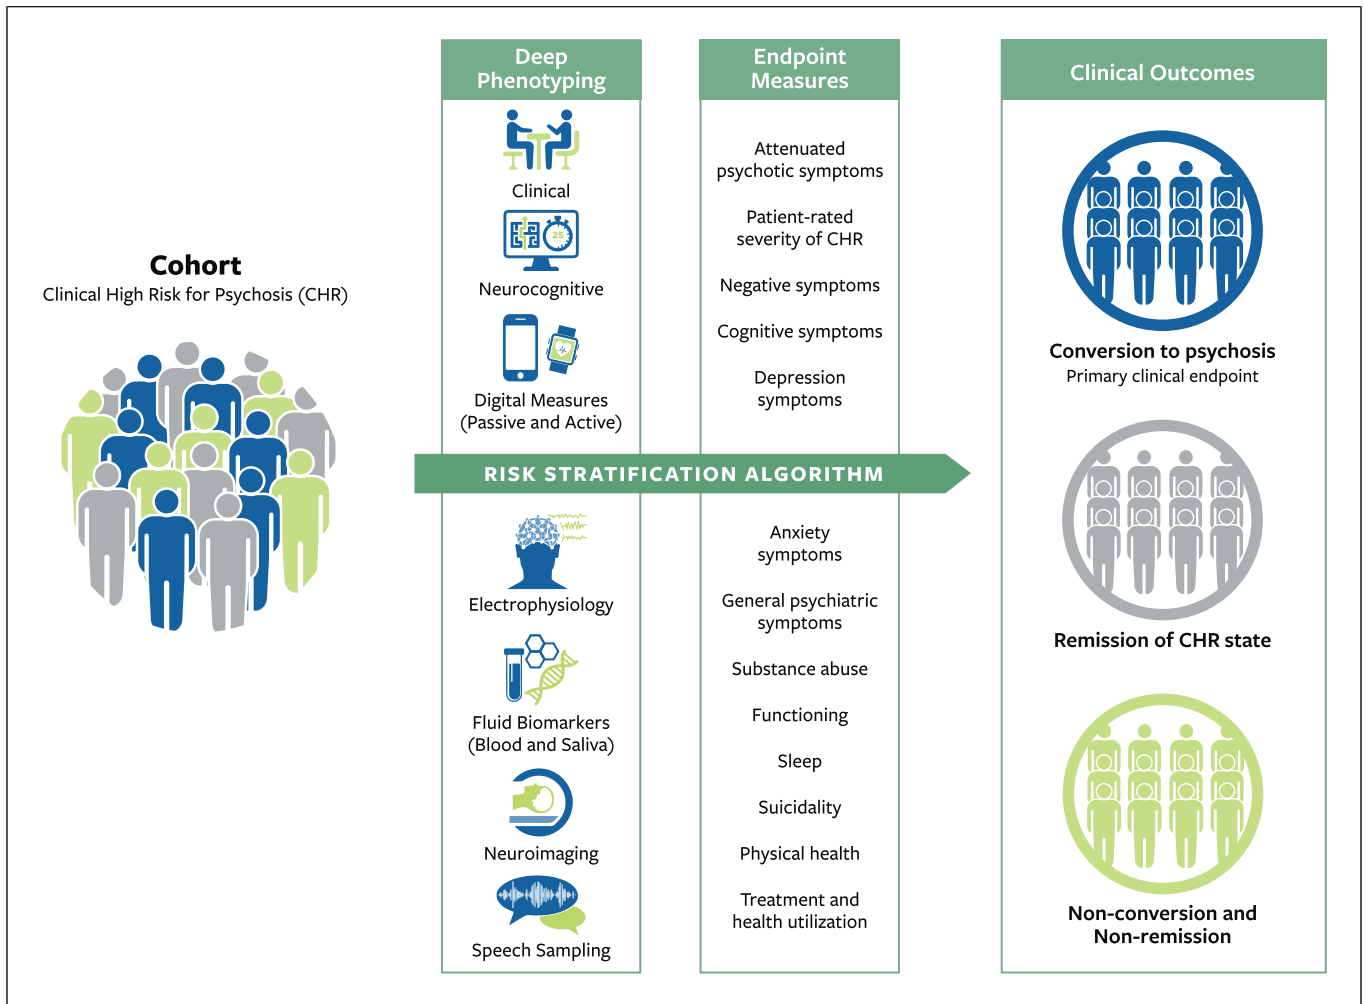 Cohort
Clinical High Risk for Psychosis (CHR)
Deep
Phenotyping
Clinical
25
Neurocognitive
Digital Measures
(Passive and Active)
Endpoint
Measures
Attenuated
psychotic symptoms
Patient-rated
severity of CHR
Negative symptoms
Cognitive symptoms
Depression
symptoms
RISK STRATIFICATION ALGORITHM
Electrophysiology
Fluid Biomarkers
(Blood and Saliva)
Neuroimaging
Speech Sampling
Anxiety
symptoms
General psychiatric
symptoms
Substance abuse
Functioning
Sleep
Suicidality
Physical health
Treatment and
health utilization
Clinical Outcomes
Conversion to psychosis
Primary clinical endpoint
Remission of CHR state
Non-conversion and
Non-remission